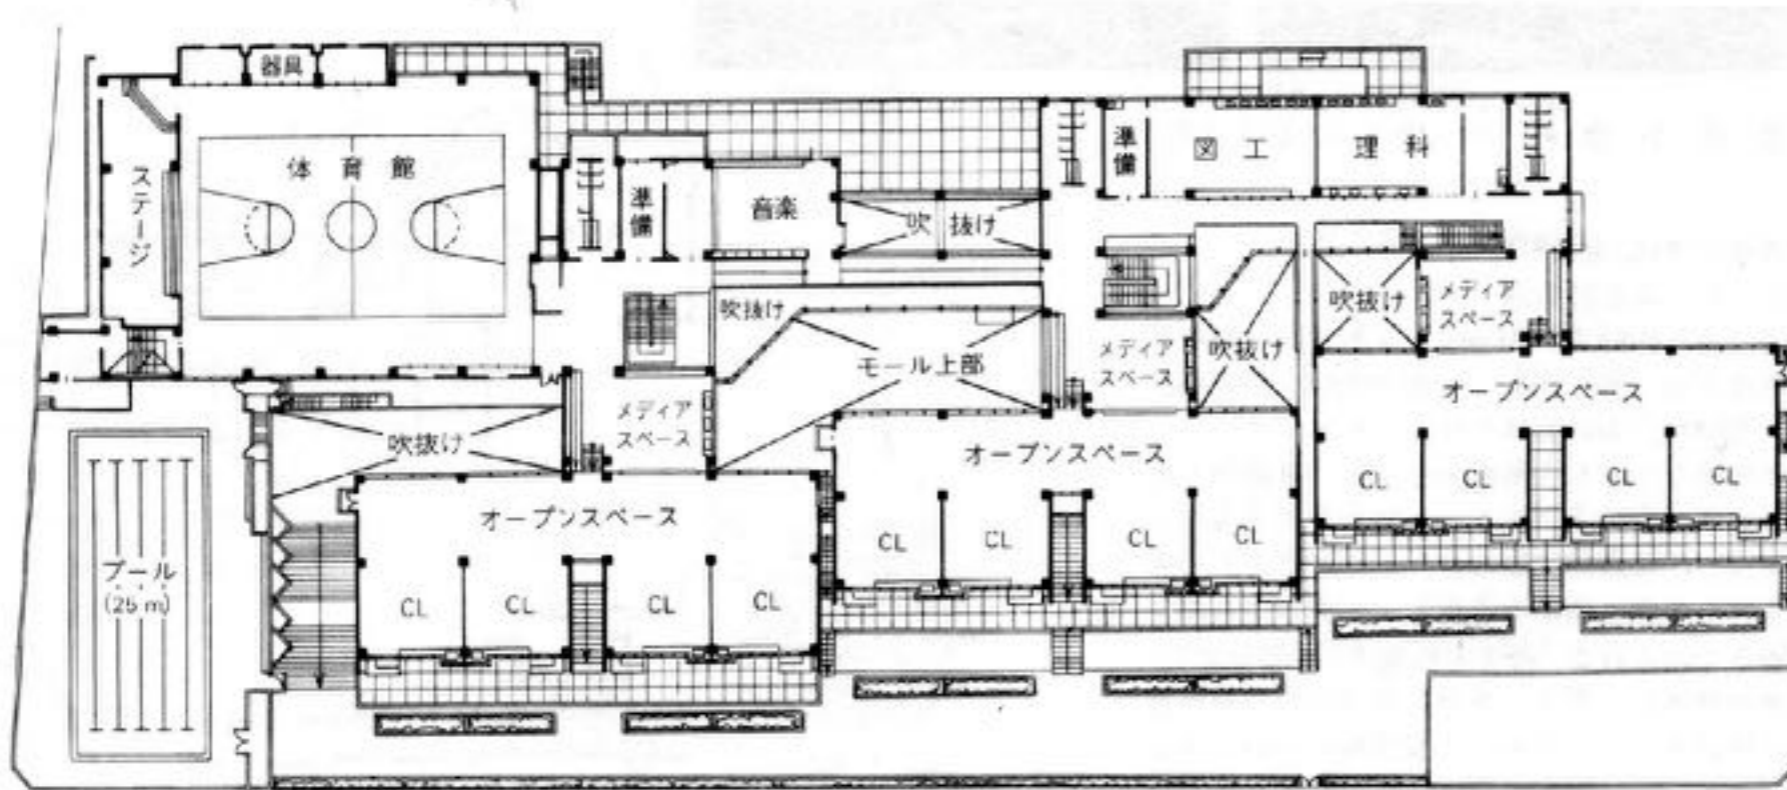 器具
体育館
ステージ
準備
音楽
吹抜け
準備
図工
理科
吹抜け
モール上部
吹抜け
メディア
スペース
オープンスペース
CL
CL
CL
CL
メディア
スペース
吹抜け
オープンスペース
CL
CL
CL
CL
吹抜け
メディア
スペース
オープンスペース
CL
CL
CL
CL
プール
(25m)